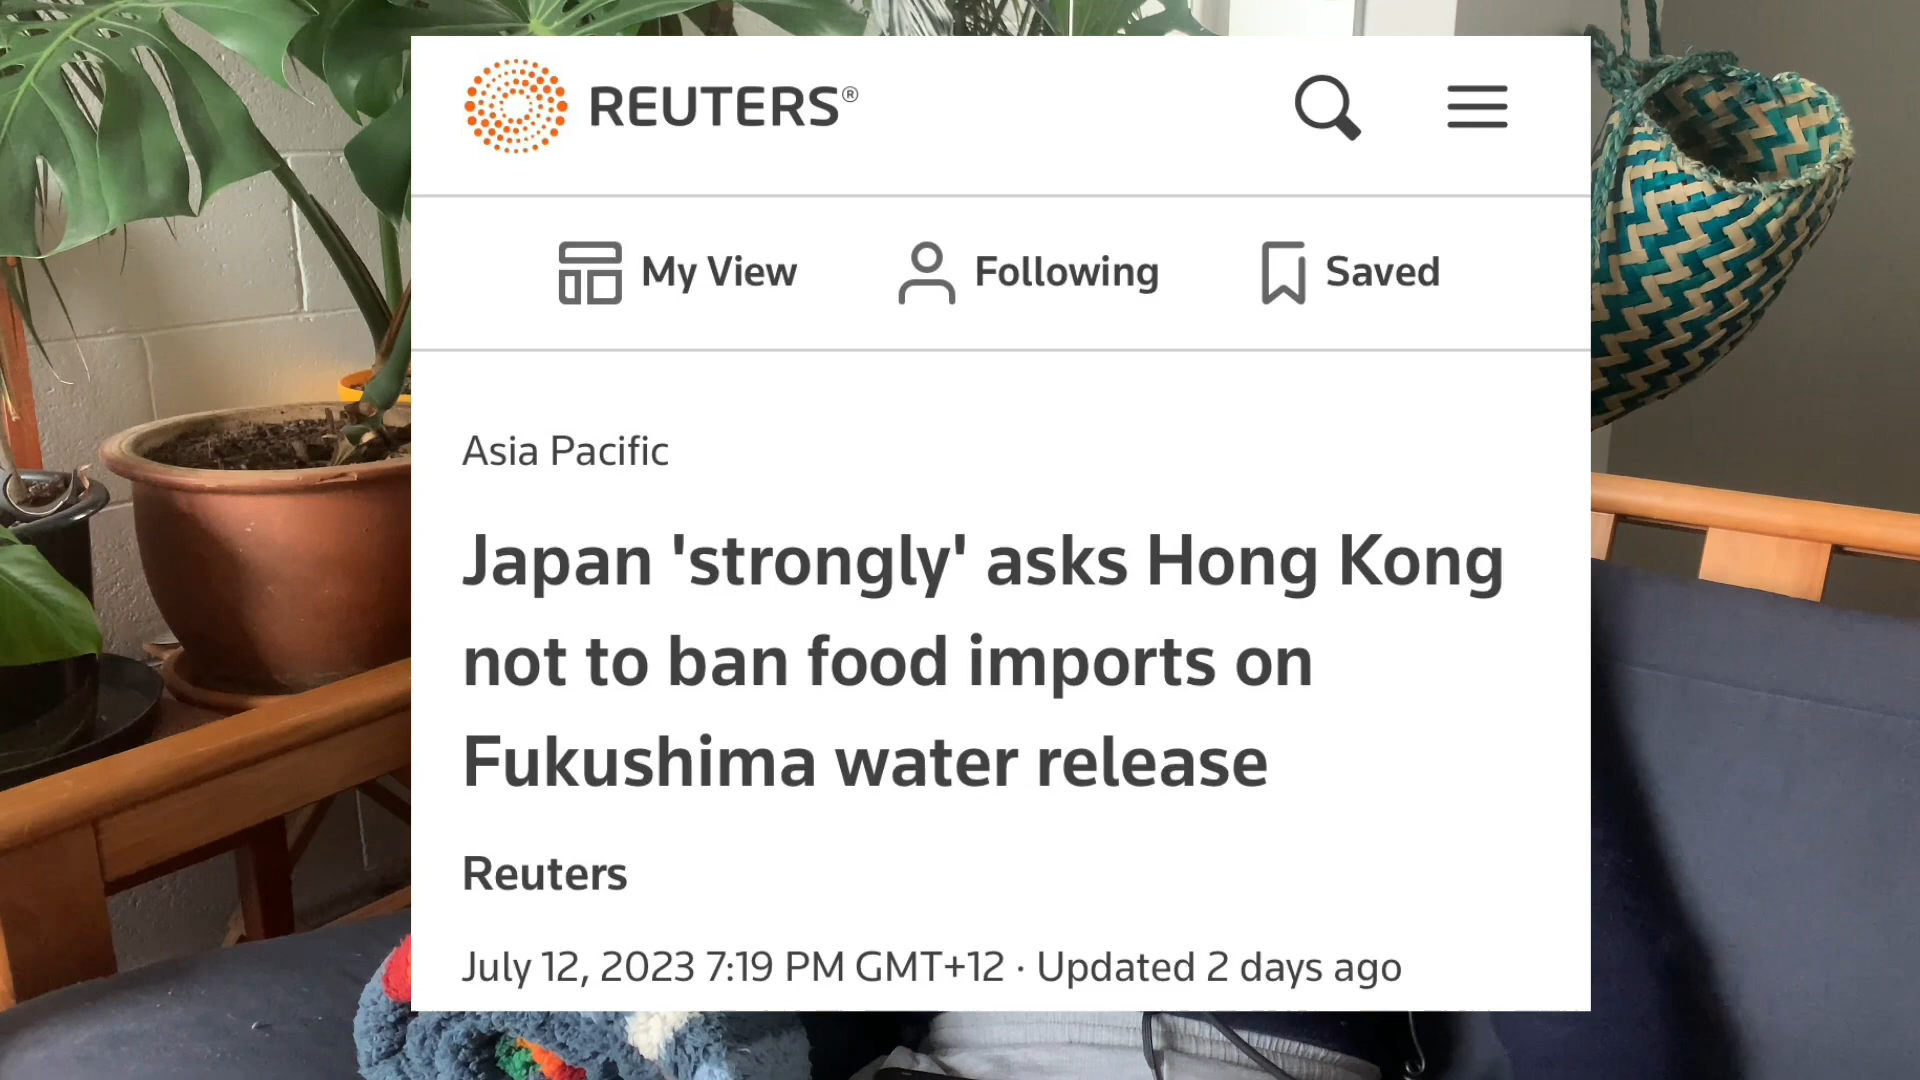 REUTERS®
My View Following Saved
Asia Pacific
Japan 'strongly' asks Hong Kong
not to ban food imports on
Fukushima water release
Reuters
July 12, 2023 7:19 PM GMT+12 · Updated 2 days ago